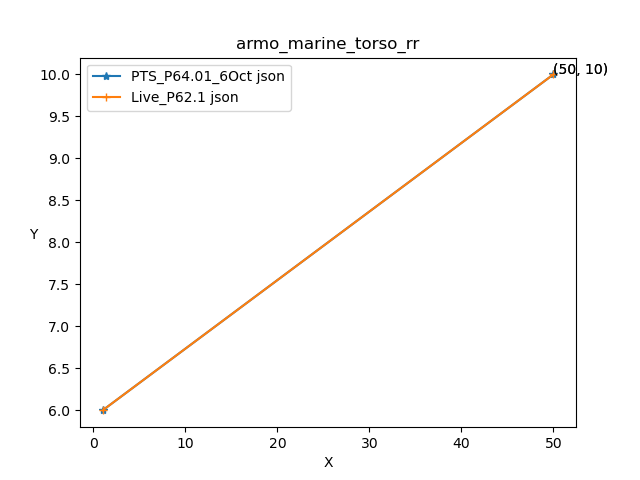 armo_marine_torso_rr
PTS_P64.01_6Oct json
Live_P62.1 json
(50, 10)
10.0
9.5
9.0
8.5
8.0
7.5
7.0
6.5
6.0
Y
0 10 20 30 40 50
X